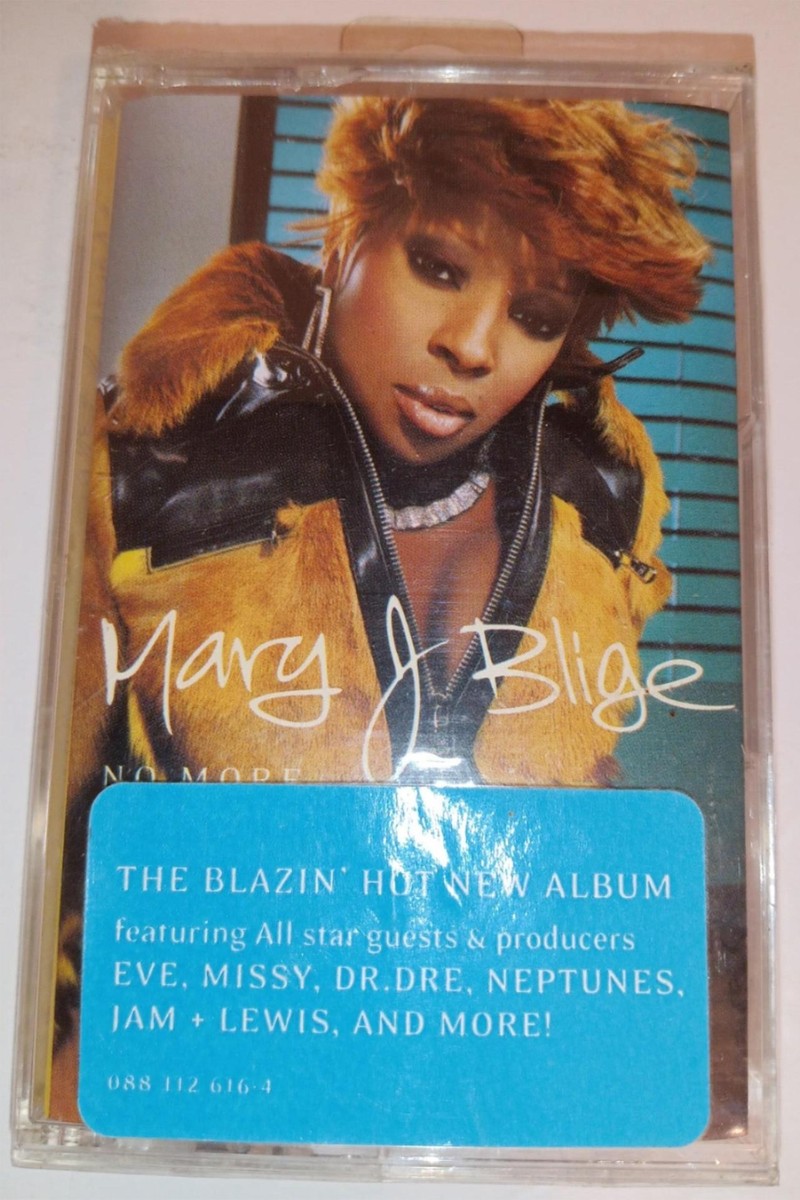 Mary J Blige
NO MORE
THE BLAZIN' HOT NEW ALBUM
featuring All star guests & producers
EVE, MISSY, DR.DRE, NEPTUNES,
JAM + LEWIS, AND MORE!
088 112 616-4